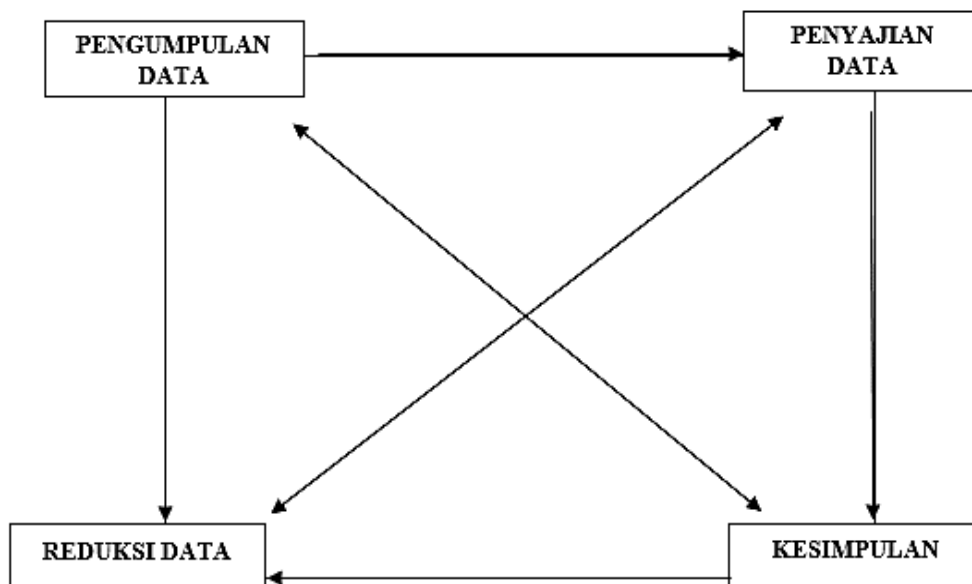 PENGUMPULAN
DATA
PENYAJIAN
DATA
REDUKSI DATA
KESIMPULAN